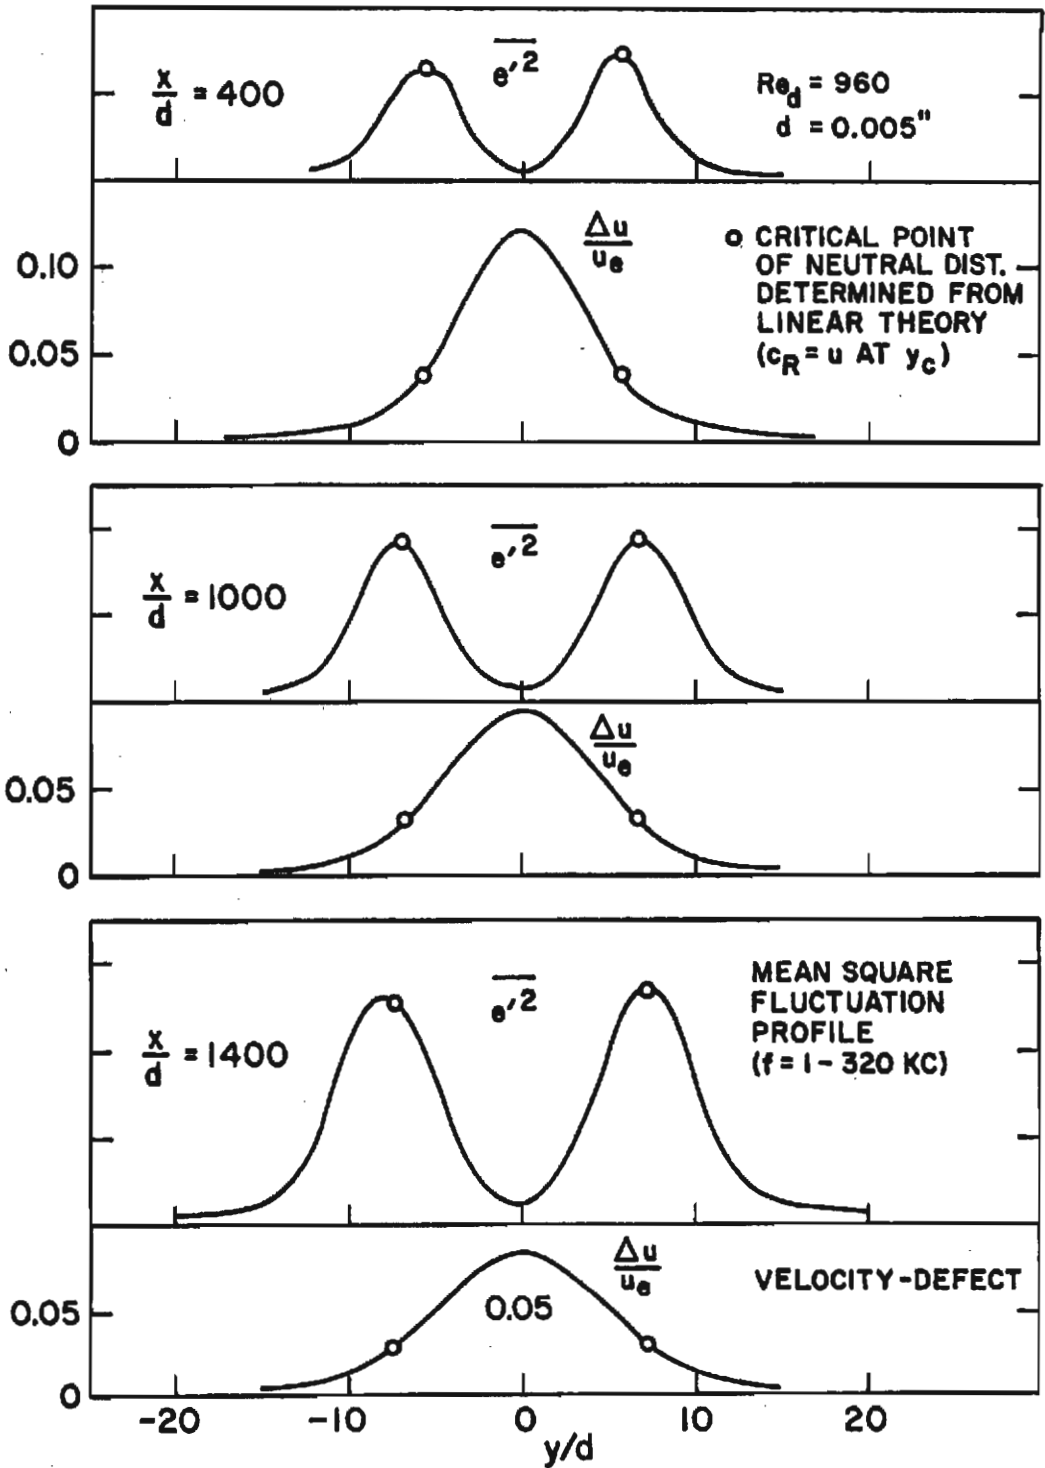 x/d = 400
e′2
Re_d = 960
d = 0.005"
Δu/u_e
0.10
0.05
0
o CRITICAL POINT
OF NEUTRAL DIST.
DETERMINED FROM
LINEAR THEORY
(c_R = u AT y_c)
x/d = 1000
e′2
Δu/u_e
0.05
0
x/d = 1400
e′2
MEAN SQUARE
FLUCTUATION
PROFILE
(f = 1 - 320 KC)
Δu/u_e
VELOCITY-DEFECT
0.05
0.05
0
-20 -10 0 10 20
y/d